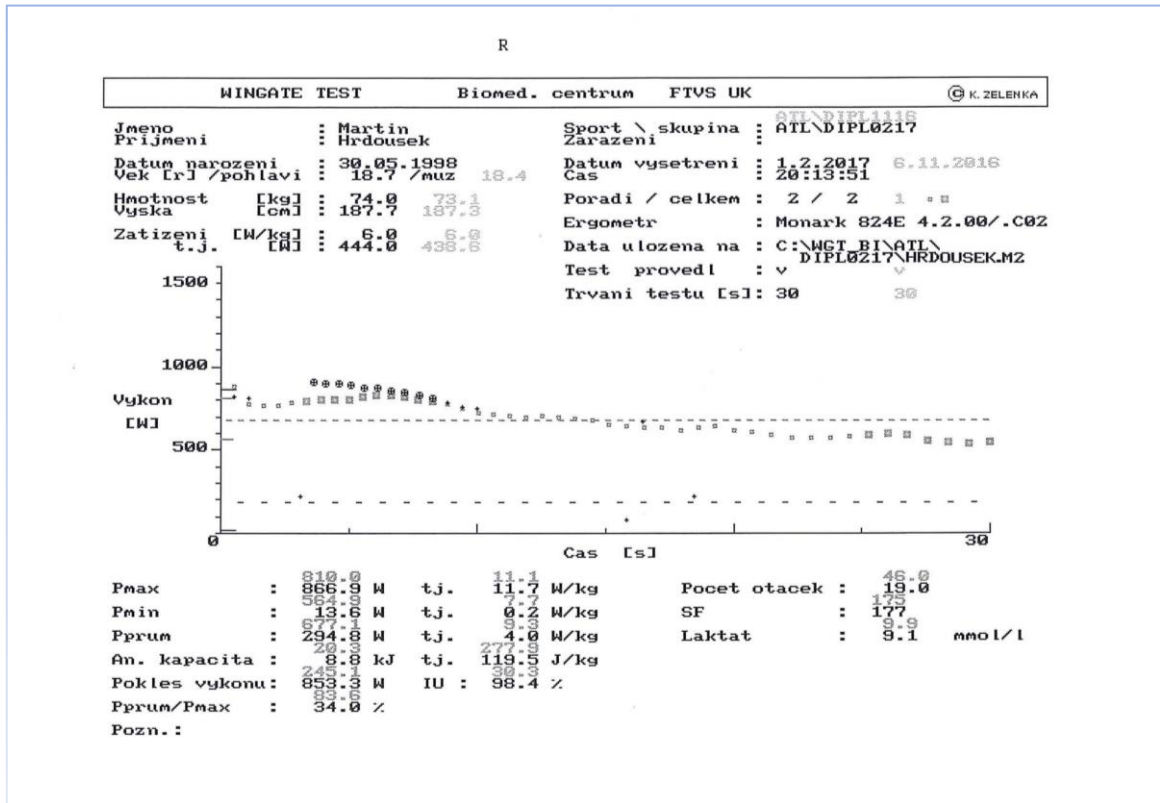 R
WINGATE TEST Biomed. centrum FTVS UK © K. ZELENKA
ATL\DIPL1116
Jmeno : Martin Sport \ skupina : ATL\DIPL0217
Prijmeni : Hrdousek Zarazeni :
Datum narozeni : 30.05.1998 Datum vysetreni : 1.2.2017 6.11.2016
Vek [r] /pohlavi : 18.7 /muz 18.4 Cas : 20:13:51
Hmotnost [kg] : 74.0 73.1 Poradi / celkem : 2 / 2 1
Vyska [cm] : 187.7 187.3
Ergometr : Monark 824E 4.2.00/.C02
Zatizeni [W/kg] : 6.0 6.0
t.j. [W] : 444.0 438.6 Data ulozena na : C:\WGT_BI\ATL\
DIPL0217\HRDOUSEK.M2
Test provedl : v v
Trvani testu [s]: 30 30
1500
1000
Vykon
[W]
500
0 30
Cas [s]
810.0 11.1 46.0
Pmax : 866.9 W tj. 11.7 W/kg Pocet otacek : 19.0
564.9 7.7 175
Pmin : 13.6 W tj. 0.2 W/kg SF : 177
677.1 9.3 9.9
Pprum : 294.8 W tj. 4.0 W/kg Laktat : 9.1 mmol/l
20.3 277.9
An. kapacita : 8.8 kJ tj. 119.5 J/kg
245.1 30.3
Pokles vykonu: 853.3 W IU : 98.4 %
83.6
Pprum/Pmax : 34.0 %
Pozn.: